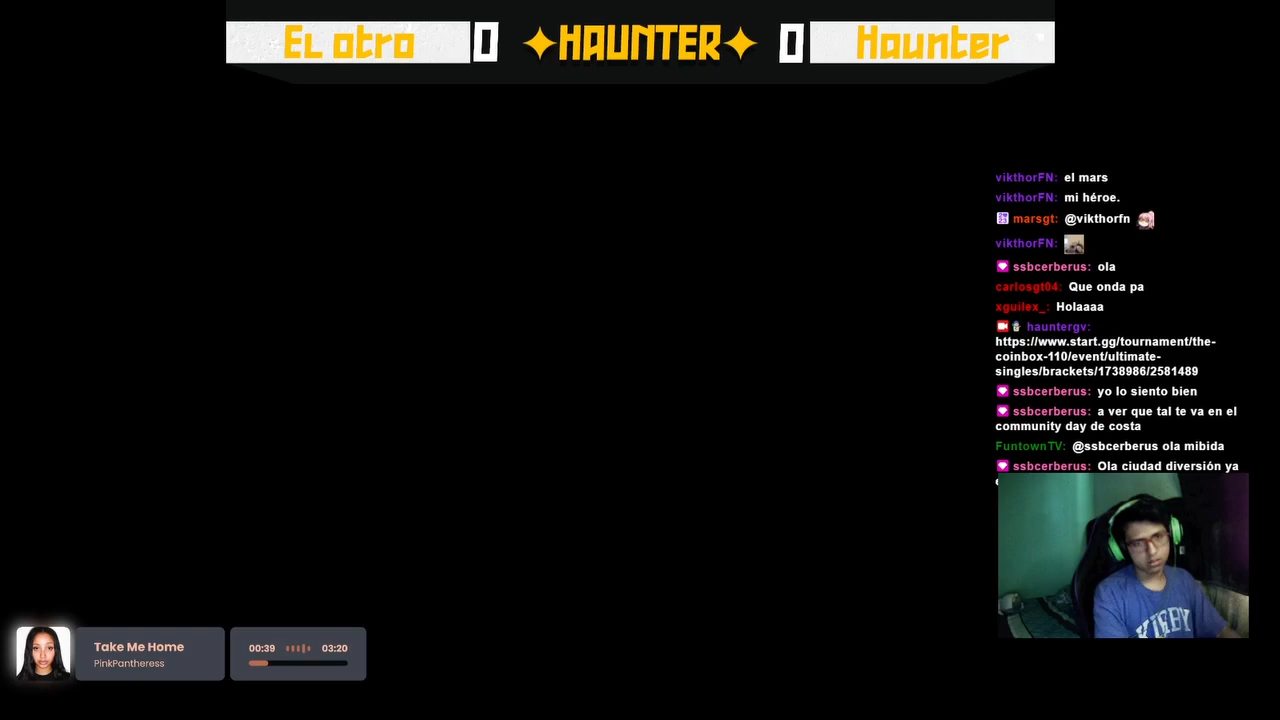 EL otro 0 HAUNTER 0 Haunter
vikthorFN: el mars
vikthorFN: mi héroe.
marsgt: @vikthorfn
vikthorFN:
ssbcerberus: ola
carlosgt04: Que onda pa
xguilex_: Holaaaa
hauntergv:
https://www.start.gg/tournament/the-
coinbox-110/event/ultimate-
singles/brackets/1738986/2581489
ssbcerberus: yo lo siento bien
ssbcerberus: a ver que tal te va en el
community day de costa
FuntownTV: @ssbcerberus ola mibida
ssbcerberus: Ola ciudad diversión ya
KIRBY
Take Me Home
PinkPantheress
00:39 03:20